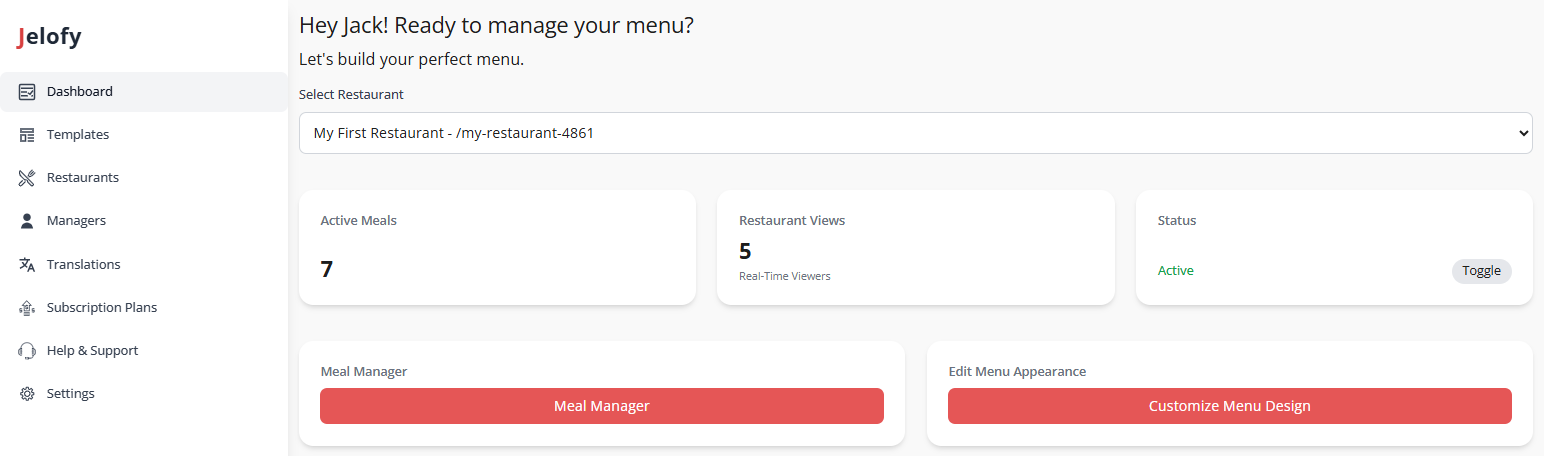 Jelofy
Dashboard
Templates
Restaurants
Managers
Translations
Subscription Plans
Help & Support
Settings
Hey Jack! Ready to manage your menu?
Let's build your perfect menu.
Select Restaurant
My First Restaurant - /my-restaurant-4861
Active Meals
7
Restaurant Views
5
Real-Time Viewers
Status
Active
Toggle
Meal Manager
Meal Manager
Edit Menu Appearance
Customize Menu Design